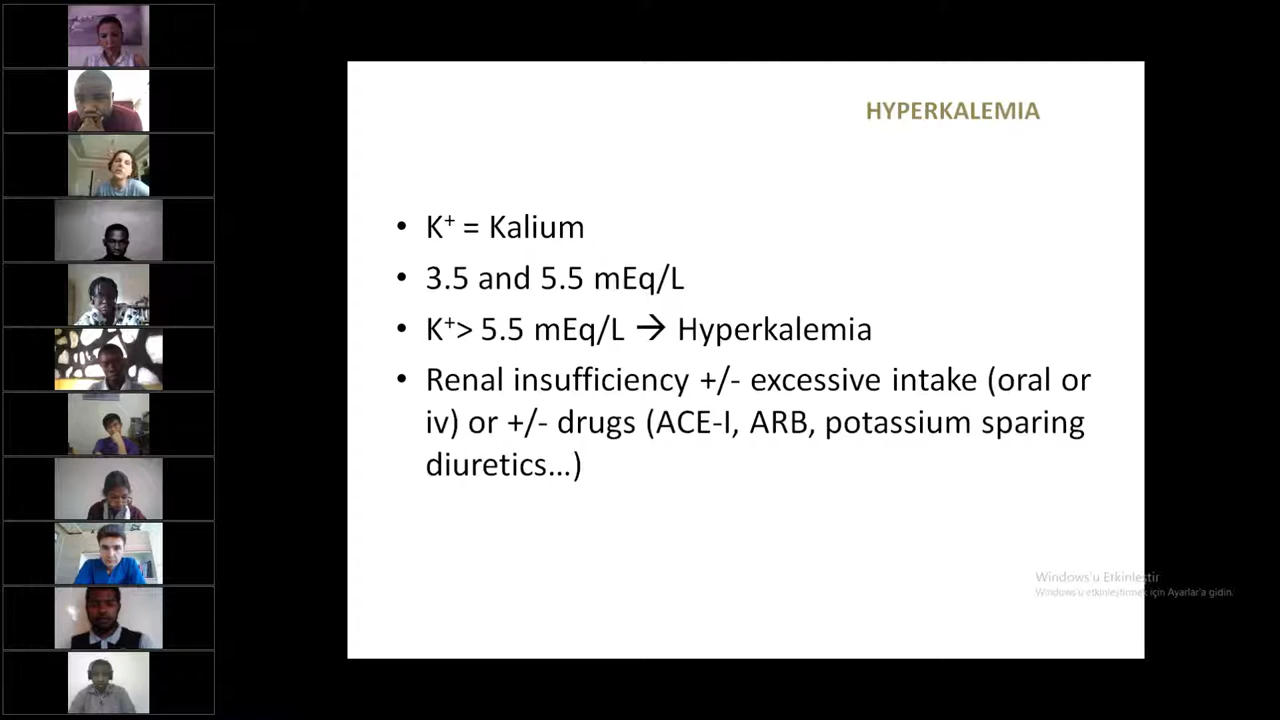 HYPERKALEMIA
• K⁺ = Kalium
• 3.5 and 5.5 mEq/L
• K⁺> 5.5 mEq/L → Hyperkalemia
• Renal insufficiency +/- excessive intake (oral or
iv) or +/- drugs (ACE-I, ARB, potassium sparing
diuretics…)
Windows'u Etkinleştir
Windows'u etkinleştirmek için Ayarlar'a gidin.